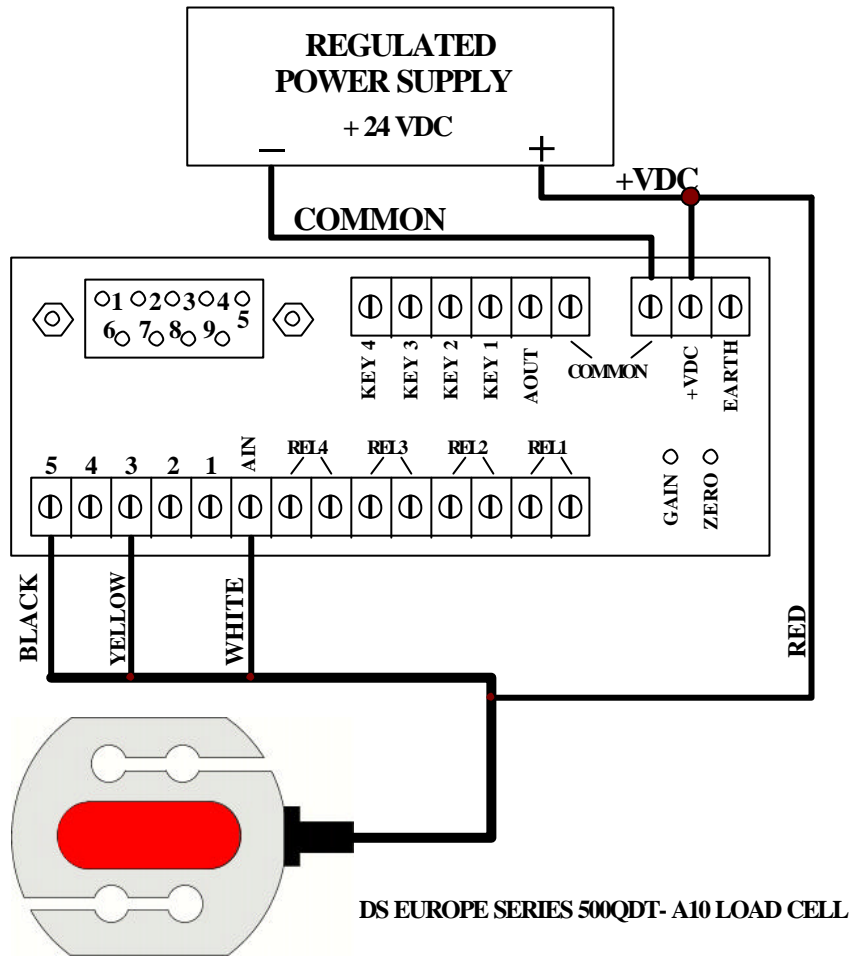 REGULATED
POWER SUPPLY
+ 24 VDC
− +
+VDC
COMMON
1 2 3 4 5
6 7 8 9
KEY 4
KEY 3
KEY 2
KEY 1
AOUT
COMMON
+VDC
EARTH
5 4 3 2 1 AIN REL4 REL3 REL2 REL1
GAIN
ZERO
BLACK
YELLOW
WHITE
RED
DS EUROPE SERIES 500QDT- A10 LOAD CELL